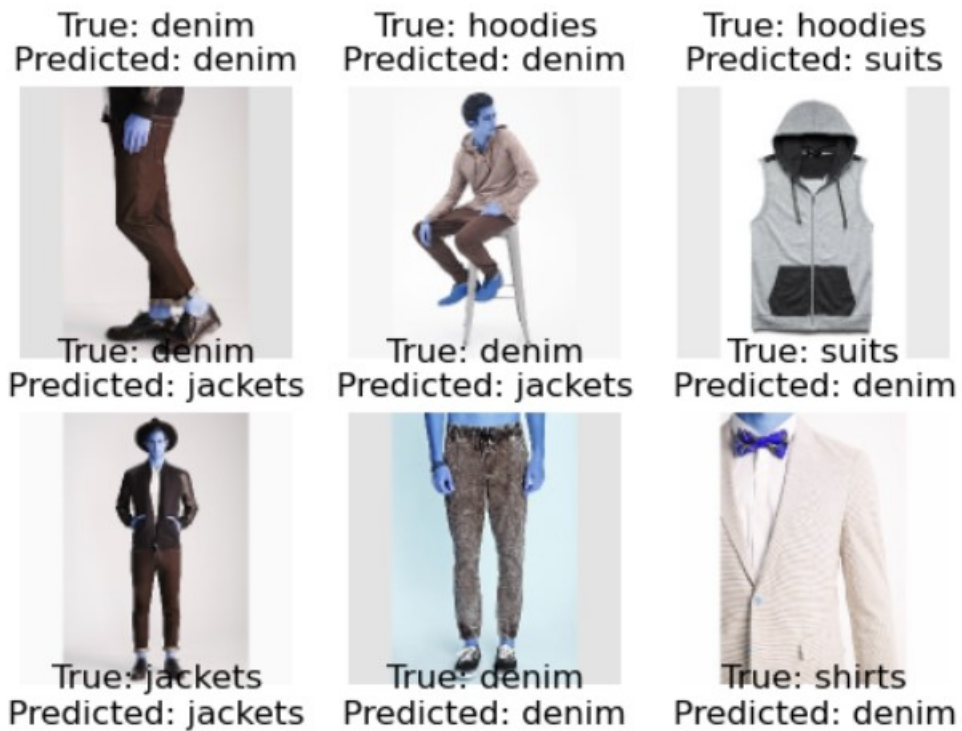 True: denim
Predicted: denim
True: hoodies
Predicted: denim
True: hoodies
Predicted: suits
True: denim
Predicted: jackets
True: denim
Predicted: jackets
True: suits
Predicted: denim
True: jackets
Predicted: jackets
True: denim
Predicted: denim
True: shirts
Predicted: denim